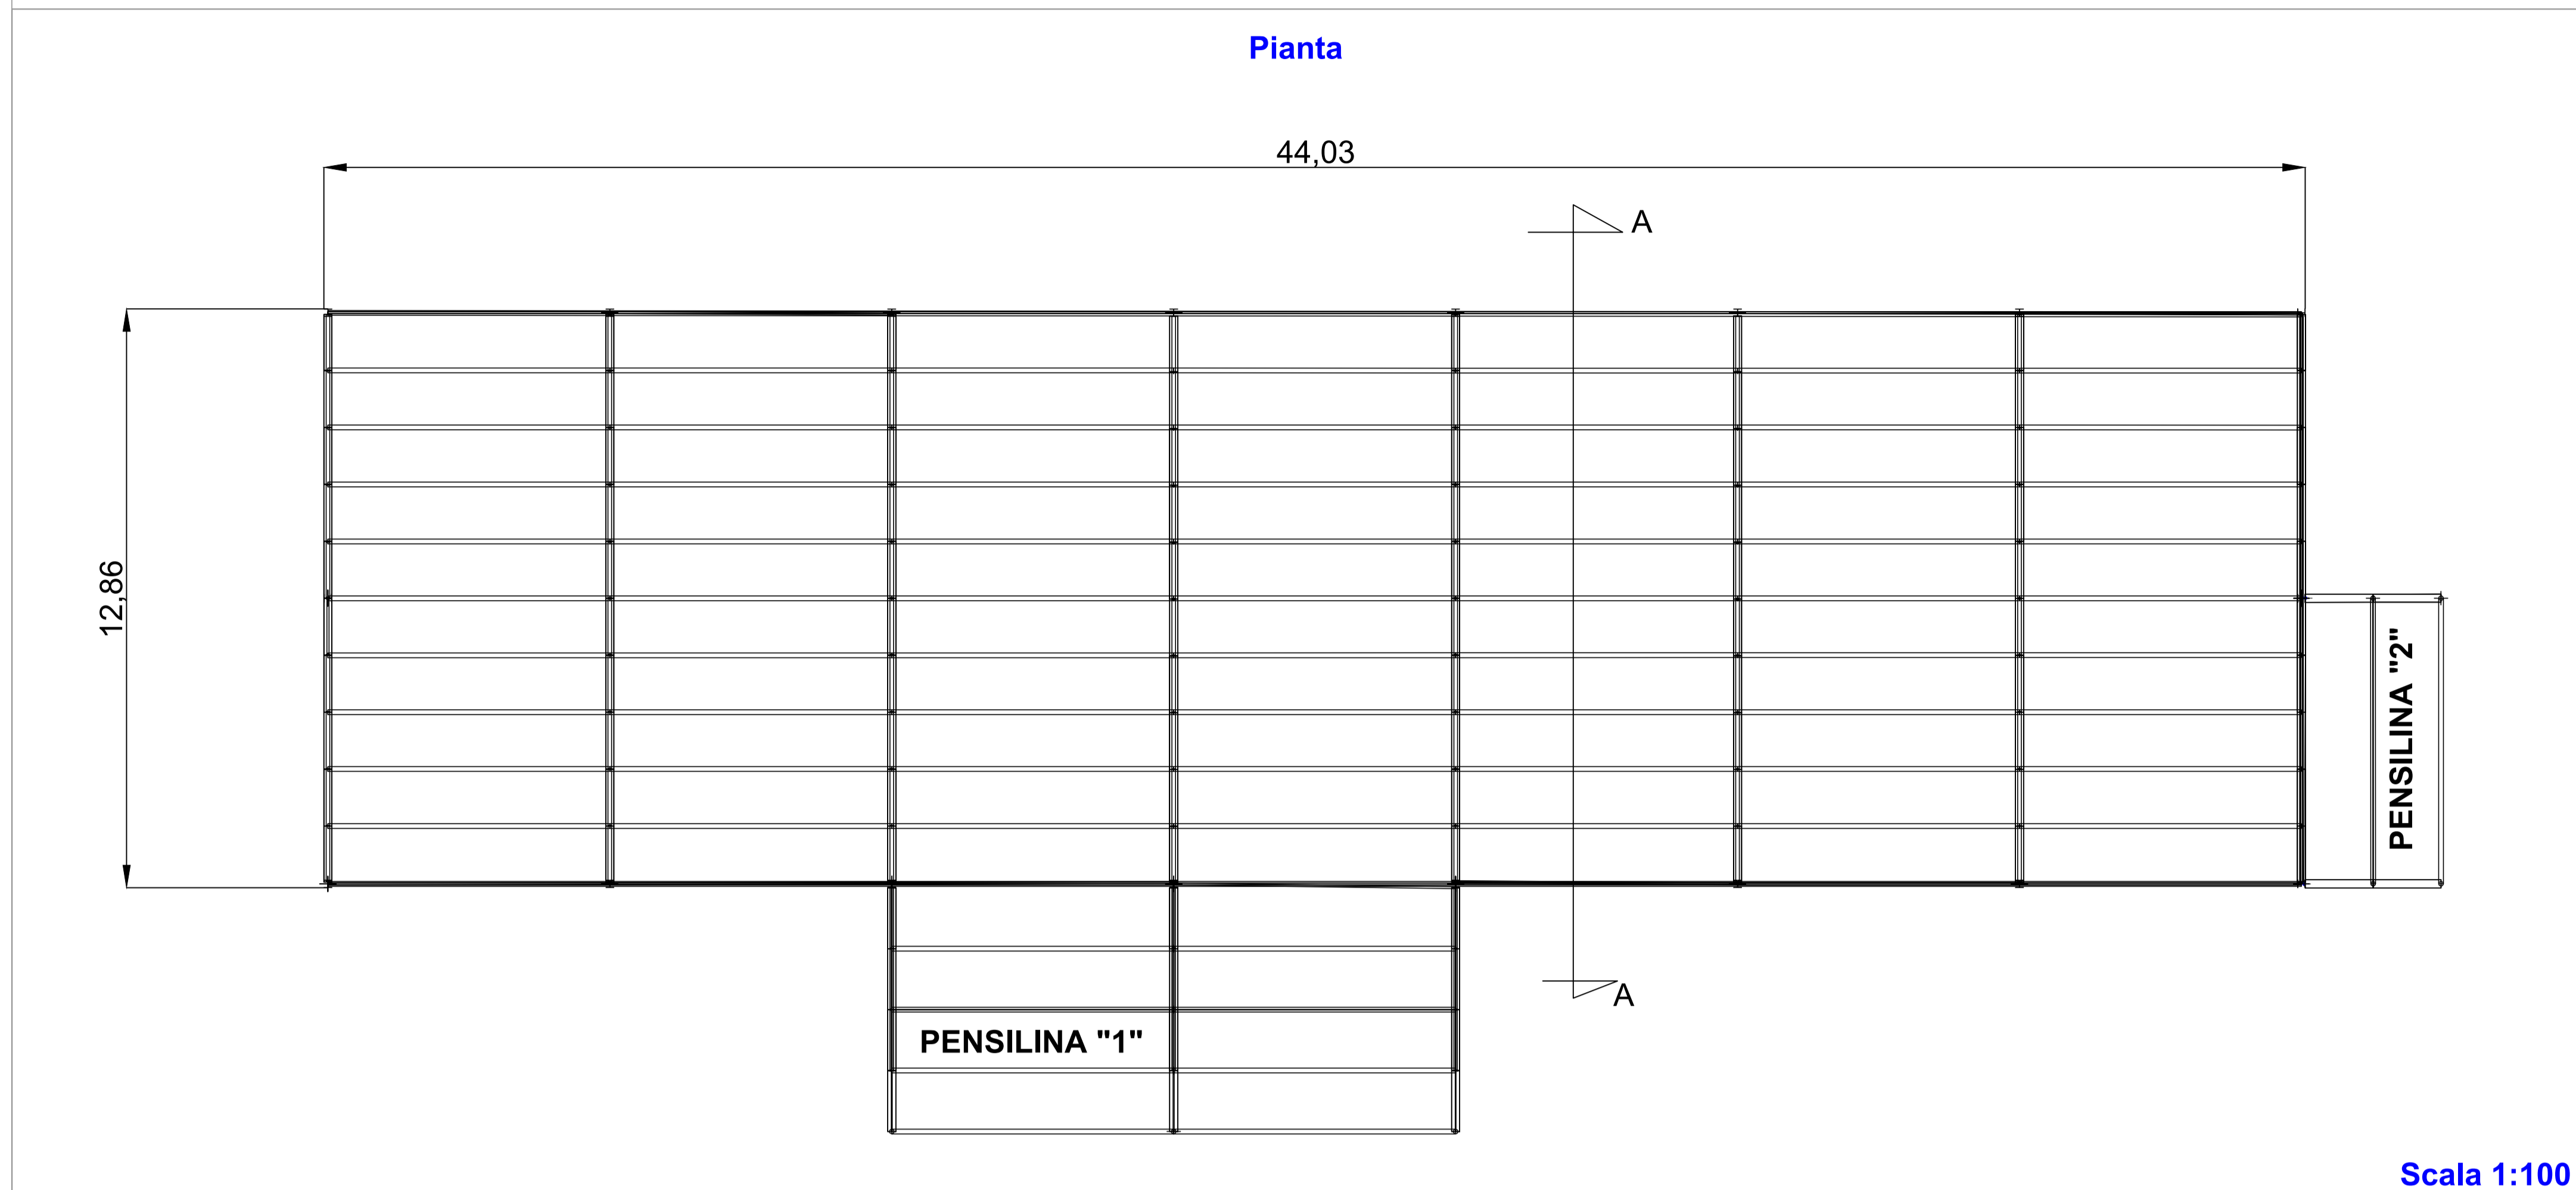 Pianta
44,03
A
12,86
PENSILINA "2"
A
PENSILINA "1"
Scala 1:100